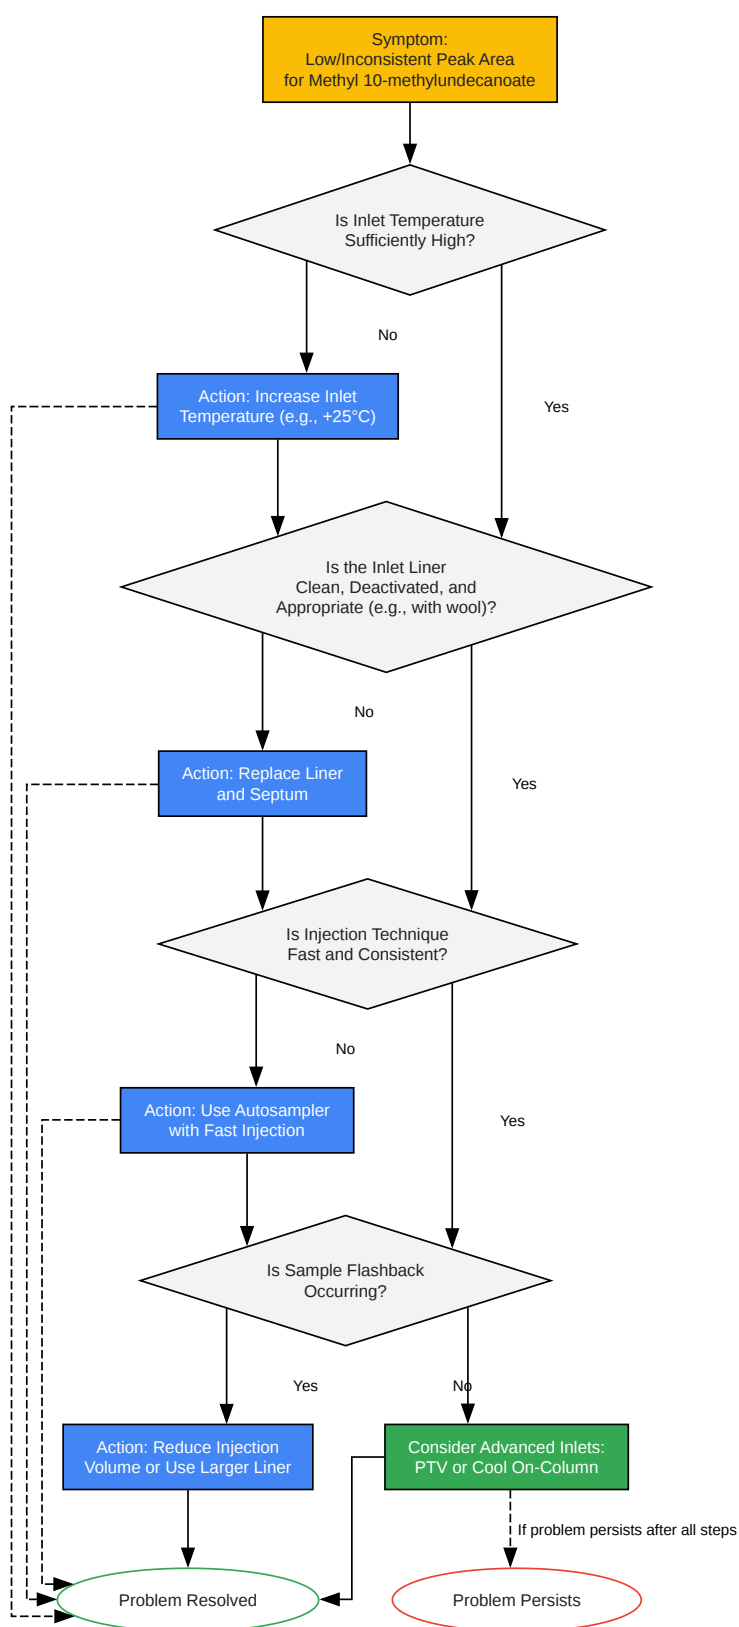 Symptom:
Low/Inconsistent Peak Area
for Methyl 10-methylundecanoate
Is Inlet Temperature
Sufficiently High?
No
Action: Increase Inlet
Temperature (e.g., +25°C)
Yes
Is the Inlet Liner
Clean, Deactivated, and
Appropriate (e.g., with wool)?
No
Action: Replace Liner
and Septum
Yes
Is Injection Technique
Fast and Consistent?
No
Action: Use Autosampler
with Fast Injection
Yes
Is Sample Flashback
Occurring?
Yes
No
Action: Reduce Injection
Volume or Use Larger Liner
Consider Advanced Inlets:
PTV or Cool On-Column
If problem persists after all steps
Problem Resolved
Problem Persists